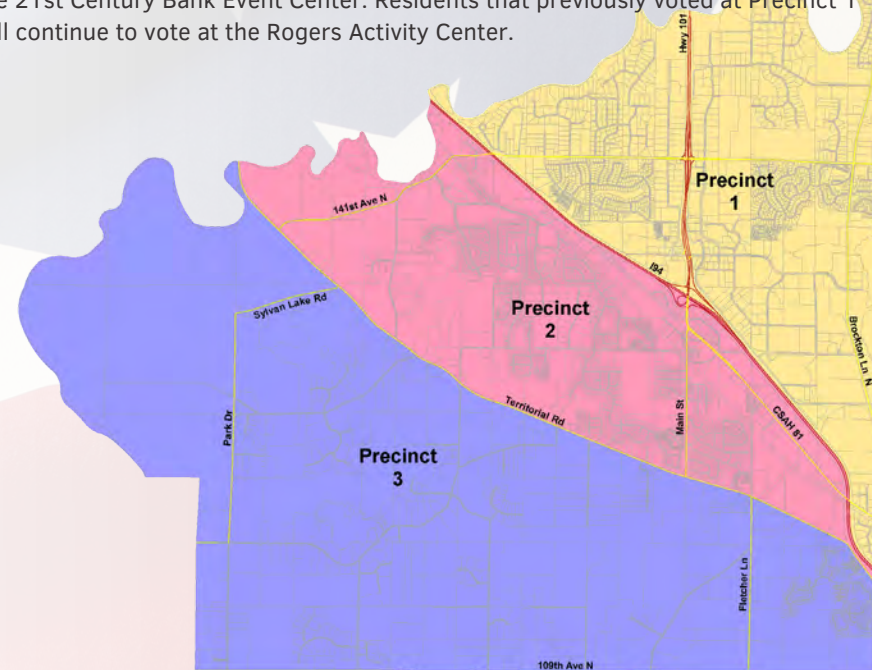 21st Century Bank Event Center. Residents that previously voted at Precinct 1
continue to vote at the Rogers Activity Center.
Hwy 101
Precinct
1
141st Ave N
I94
Sylvan Lake Rd
Precinct
2
Brockton Ln N
Park Dr
Territorial Rd
Main St
CSAH 81
Precinct
3
Fletcher Ln
109th Ave N